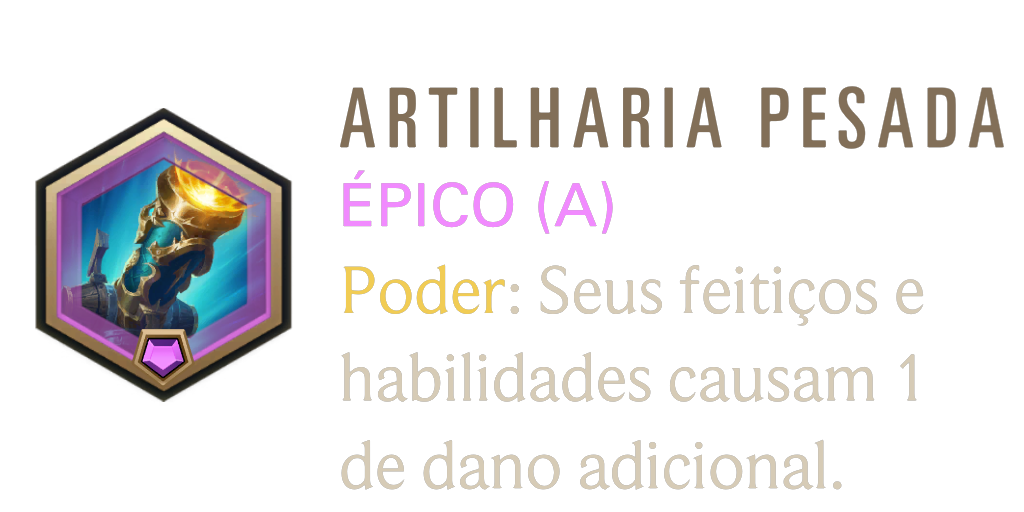 ARTILHARIA PESADA
ÉPICO (A)
Poder: Seus feitiços e
habilidades causam 1
de dano adicional.